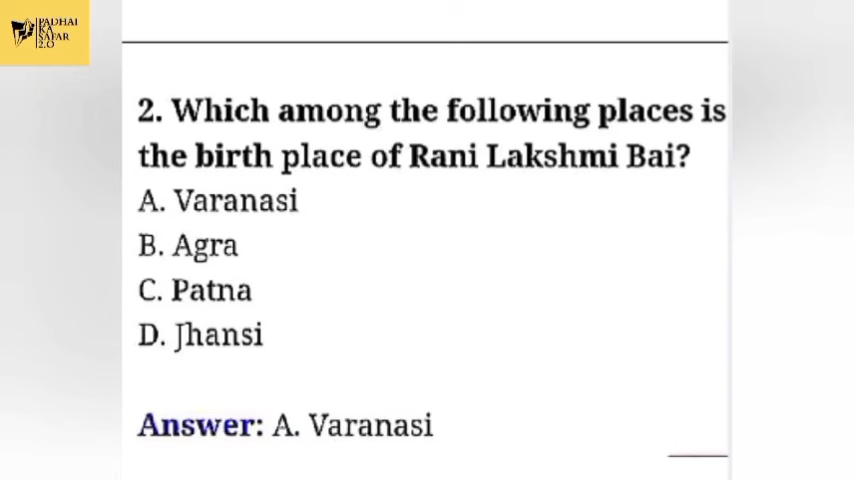 PADHAI
KA
SAFAR
2.O
2. Which among the following places is
the birth place of Rani Lakshmi Bai?
A. Varanasi
B. Agra
C. Patna
D. Jhansi
Answer: A. Varanasi